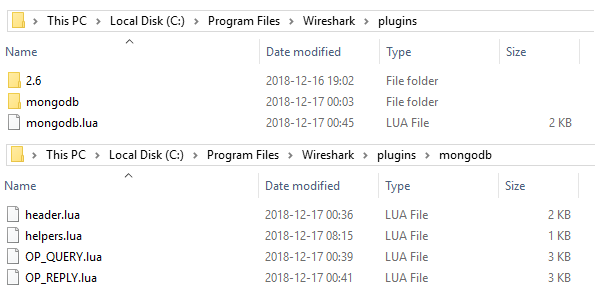 This PC > Local Disk (C:) > Program Files > Wireshark > plugins
Name Date modified Type Size
2.6 2018-12-16 19:02 File folder
mongodb 2018-12-17 00:03 File folder
mongodb.lua 2018-12-17 00:45 LUA File 2 KB
This PC > Local Disk (C:) > Program Files > Wireshark > plugins > mongodb
Name Date modified Type Size
header.lua 2018-12-17 00:36 LUA File 2 KB
helpers.lua 2018-12-17 08:15 LUA File 1 KB
OP_QUERY.lua 2018-12-17 00:39 LUA File 3 KB
OP_REPLY.lua 2018-12-17 00:41 LUA File 3 KB